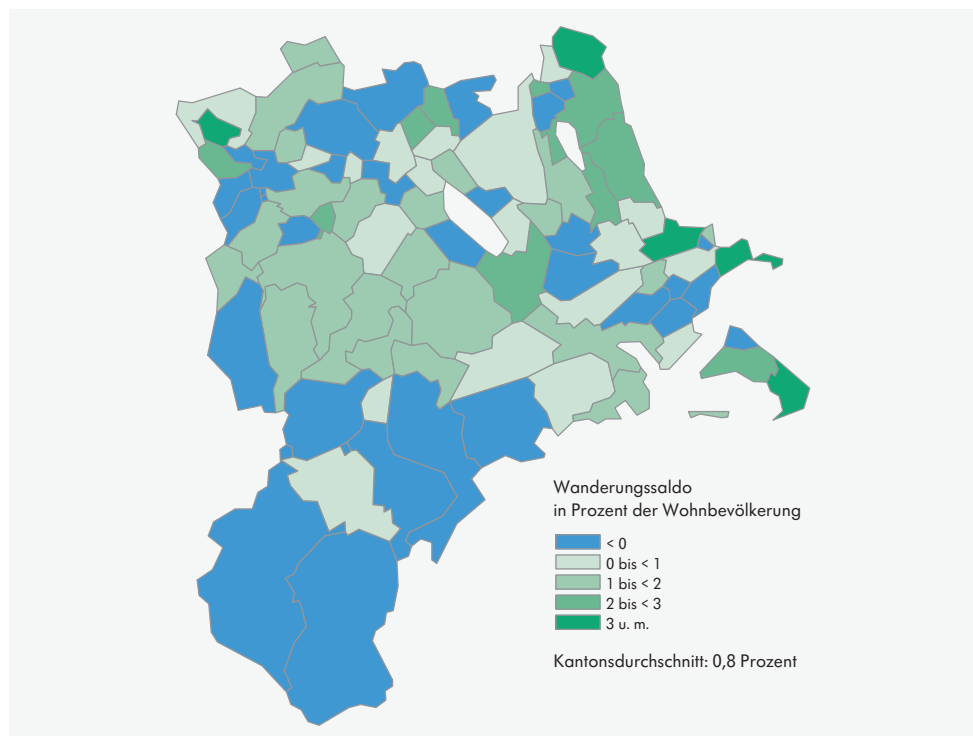 Wanderungssaldo
in Prozent der Wohnbevölkerung
< 0
0 bis < 1
1 bis < 2
2 bis < 3
3 u. m.
Kantonsdurchschnitt: 0,8 Prozent